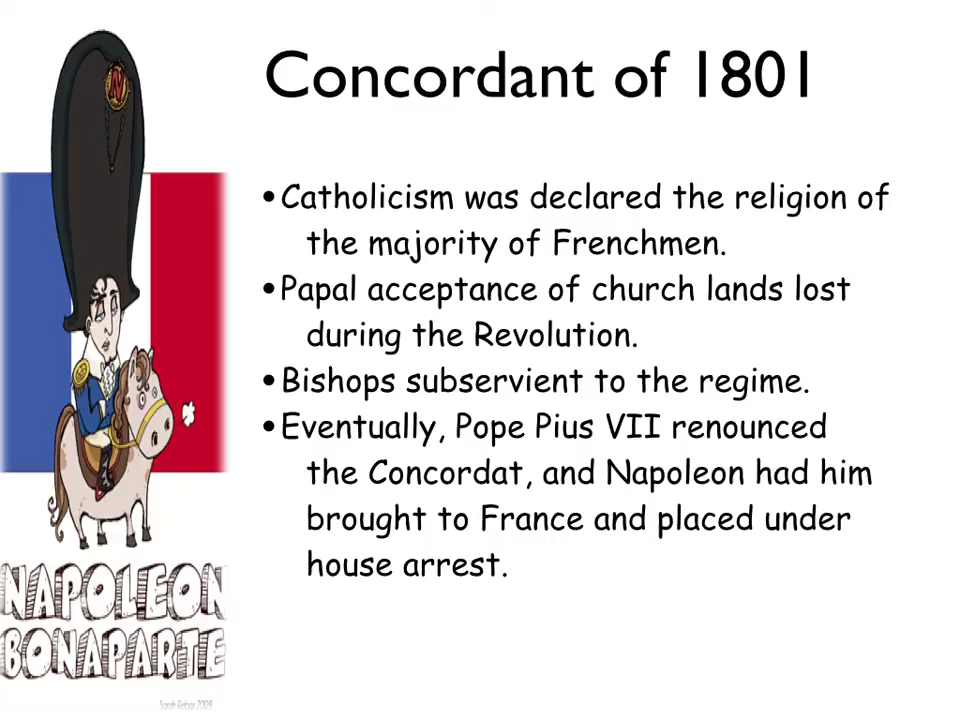 Concordant of 1801
•Catholicism was declared the religion of
the majority of Frenchmen.
•Papal acceptance of church lands lost
during the Revolution.
•Bishops subservient to the regime.
•Eventually, Pope Pius VII renounced
the Concordat, and Napoleon had him
brought to France and placed under
house arrest.
N
NAPOLEON
BONAPARTE